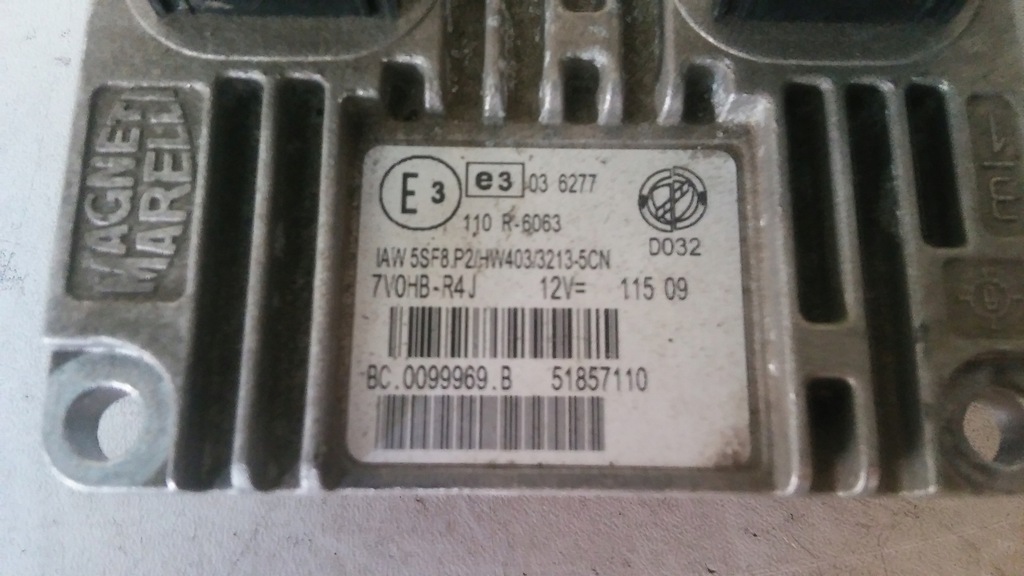 MAGNETI
MARELLI
E3 e3 03 6277
110 R-6063
D032
IAW 5SF8.P2/HW403/3213-5CN
7V0HB-R4J 12V= 115 09
BC.0099969.B 51857110